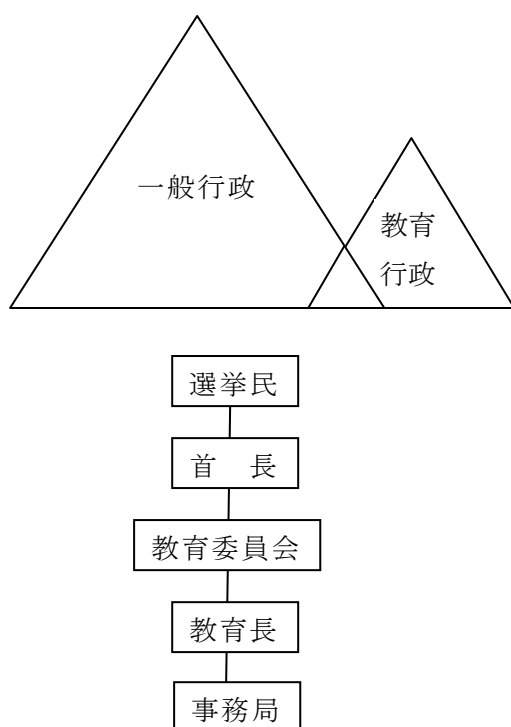 一般行政
教育
行政
選挙民
首　長
教育委員会
教育長
事務局